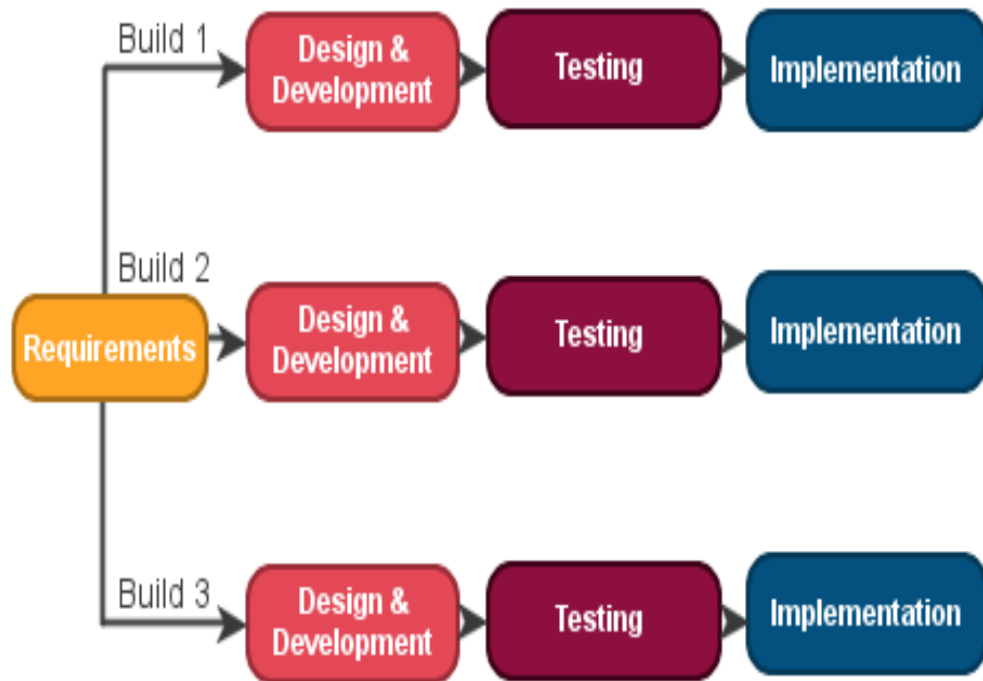 Build 1
Design &
Development
Testing
Implementation
Build 2
Requirements
Design &
Development
Testing
Implementation
Build 3
Design &
Development
Testing
Implementation